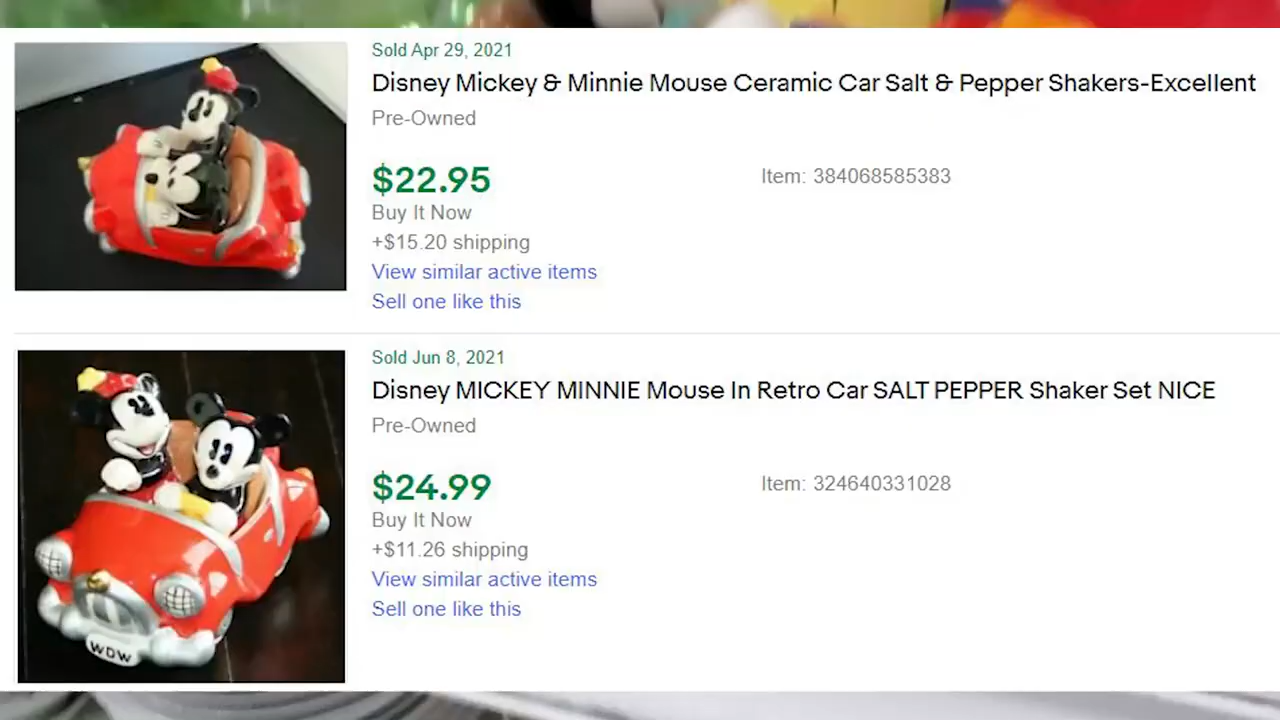 Sold Apr 29, 2021
Disney Mickey & Minnie Mouse Ceramic Car Salt & Pepper Shakers-Excellent
Pre-Owned
$22.95
Item: 384068585383
Buy It Now
+$15.20 shipping
View similar active items
Sell one like this
Sold Jun 8, 2021
Disney MICKEY MINNIE Mouse In Retro Car SALT PEPPER Shaker Set NICE
Pre-Owned
$24.99
Item: 324640331028
Buy It Now
+$11.26 shipping
View similar active items
Sell one like this
WDW